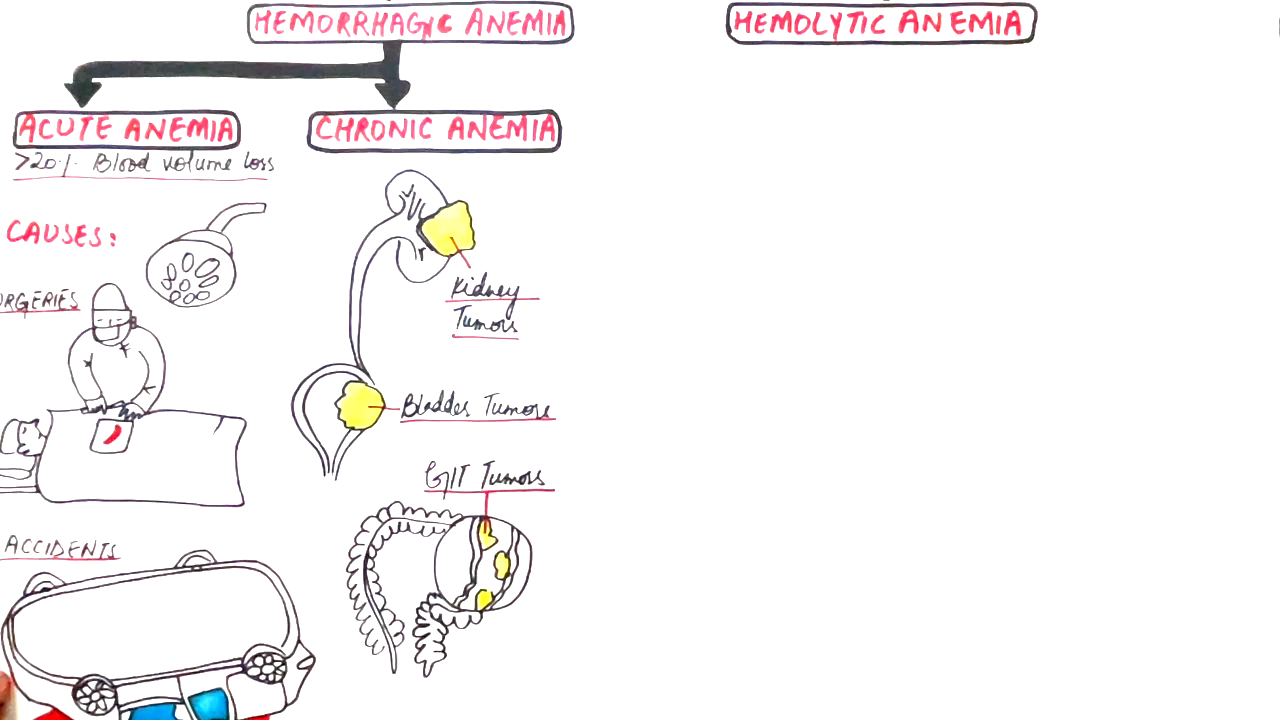 HEMORRHAGIC ANEMIA
HEMOLYTIC ANEMIA
ACUTE ANEMIA
CHRONIC ANEMIA
>20% Blood volume loss
CAUSES:
URGERIES
Kidney
Tumors
Bladder Tumors
GIT Tumors
ACCIDENTS